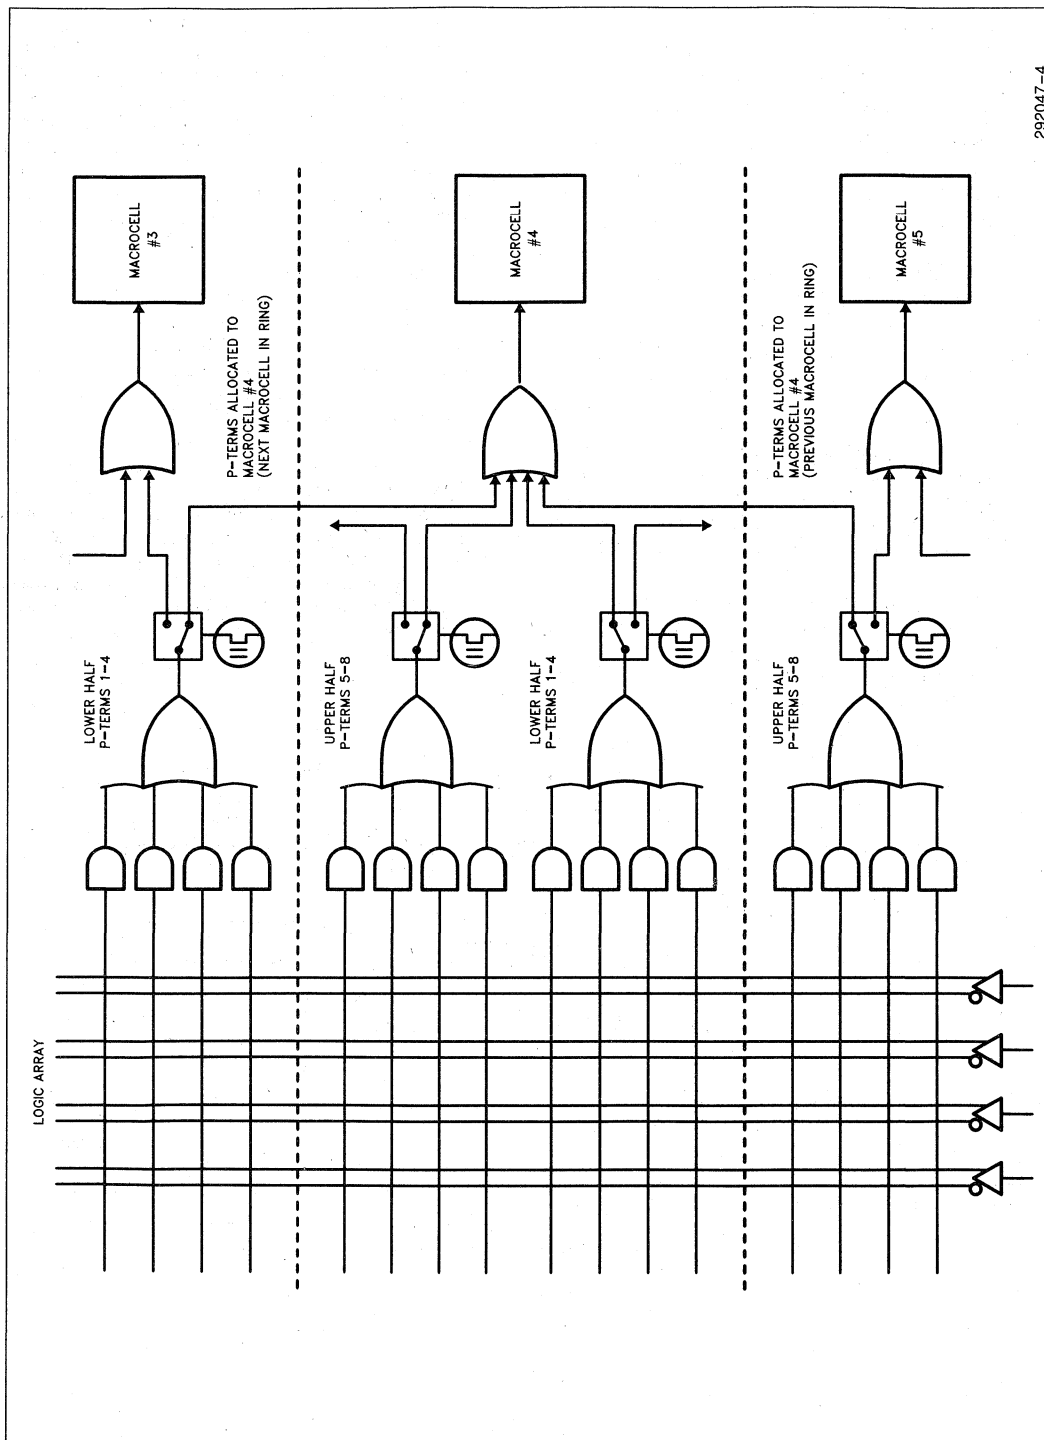 LOGIC ARRAY
LOWER HALF
P-TERMS 1-4
UPPER HALF
P-TERMS 5-8
LOWER HALF
P-TERMS 1-4
UPPER HALF
P-TERMS 5-8
P-TERMS ALLOCATED TO
MACROCELL #4
(NEXT MACROCELL IN RING)
P-TERMS ALLOCATED TO
MACROCELL #4
(PREVIOUS MACROCELL IN RING)
MACROCELL
#3
MACROCELL
#4
MACROCELL
#5
292047-4